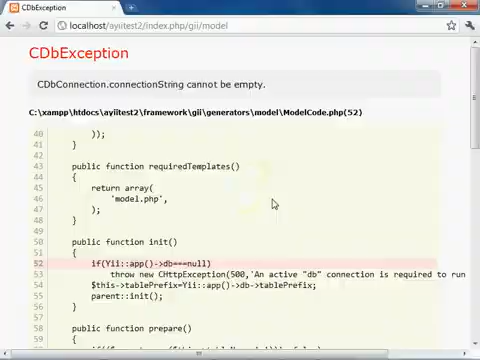 CDbException
localhost/ayiitest2/index.php/gii/model
CDbException
CDbConnection.connectionString cannot be empty.
C:\xampp\htdocs\ayiitest2\framework\gii\generators\model\ModelCode.php(52)
40 ));
41 }
42
43 public function requiredTemplates()
44 {
45 return array(
46 'model.php',
47 );
48 }
49
50 public function init()
51 {
52 if(Yii::app()->db===null)
53 throw new CHttpException(500,'An active "db" connection is required to run
54 $this->tablePrefix=Yii::app()->db->tablePrefix;
55 parent::init();
56 }
57
58 public function prepare()
59 {